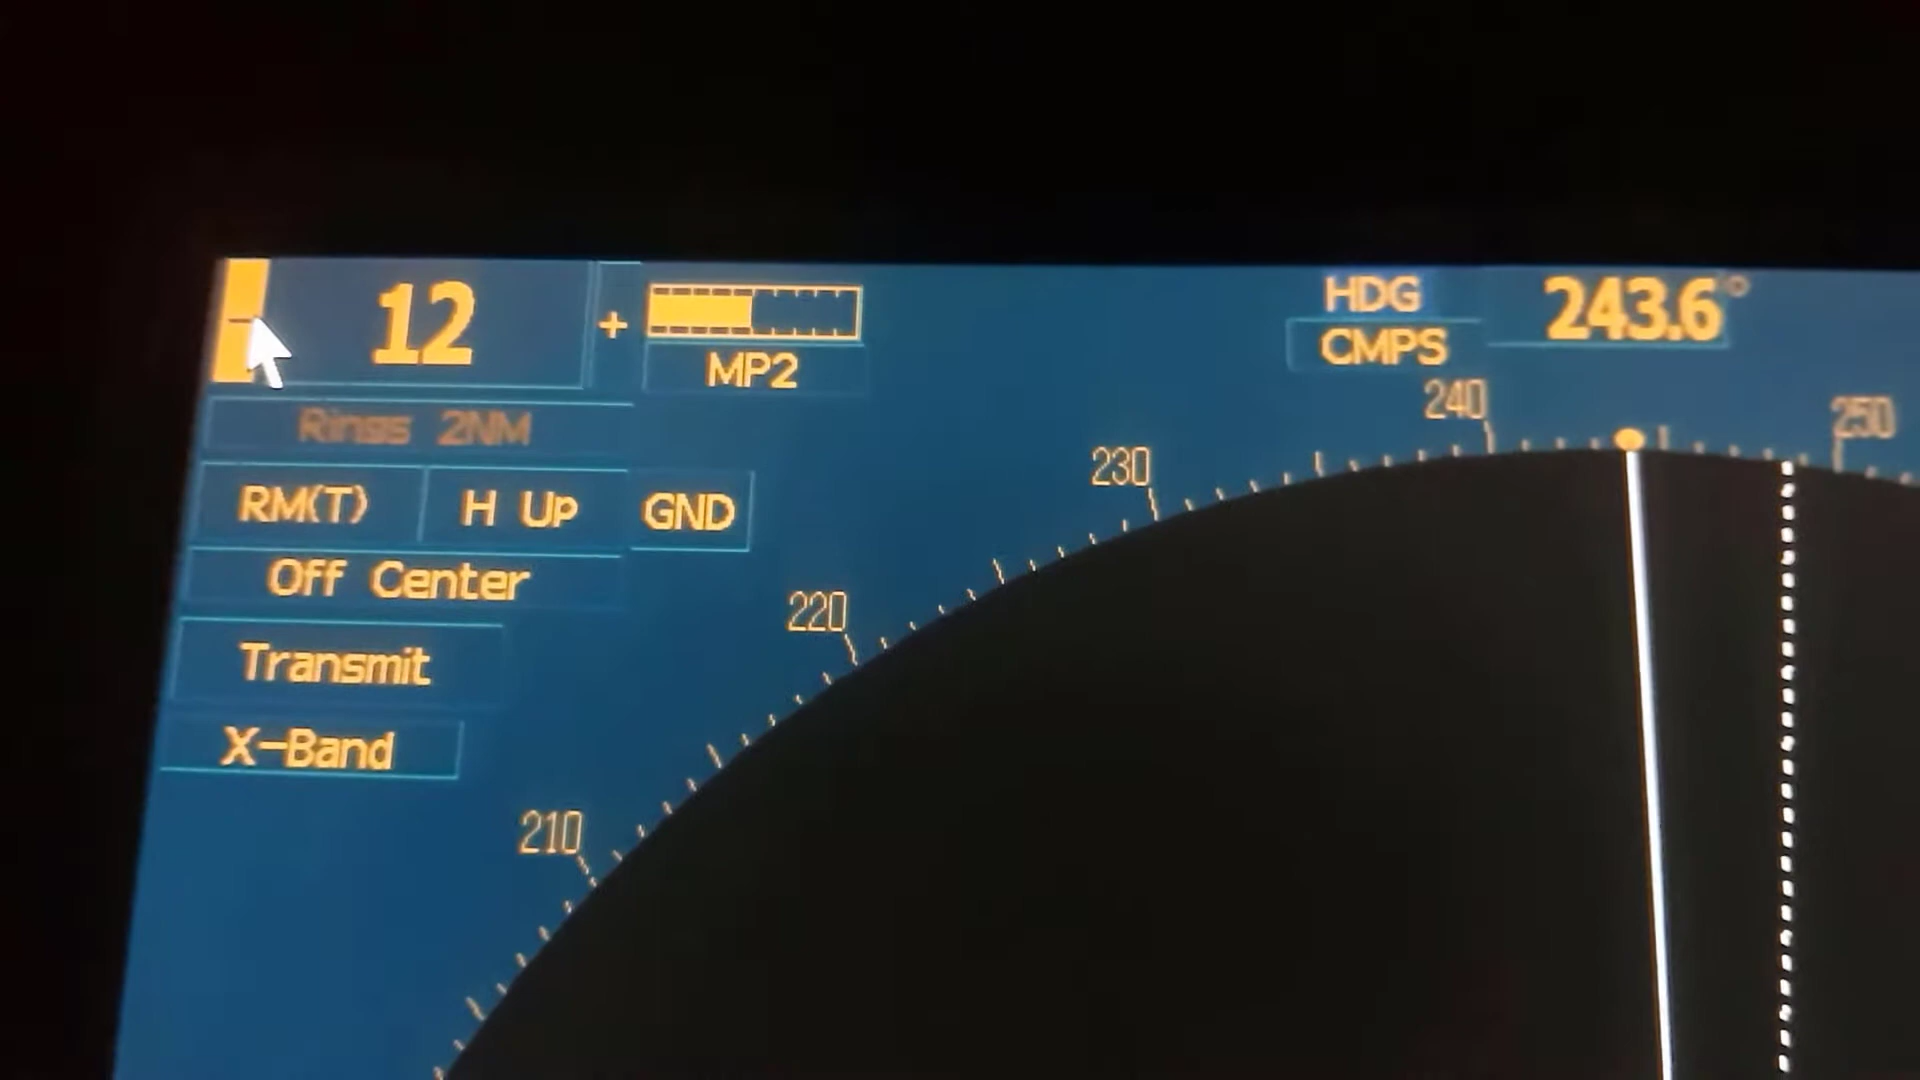 12 +
MP2
HDG 243.6°
CMPS
Rings 2NM
RM(T) H Up GND
Off Center
Transmit
X-Band
210 220 230 240 250